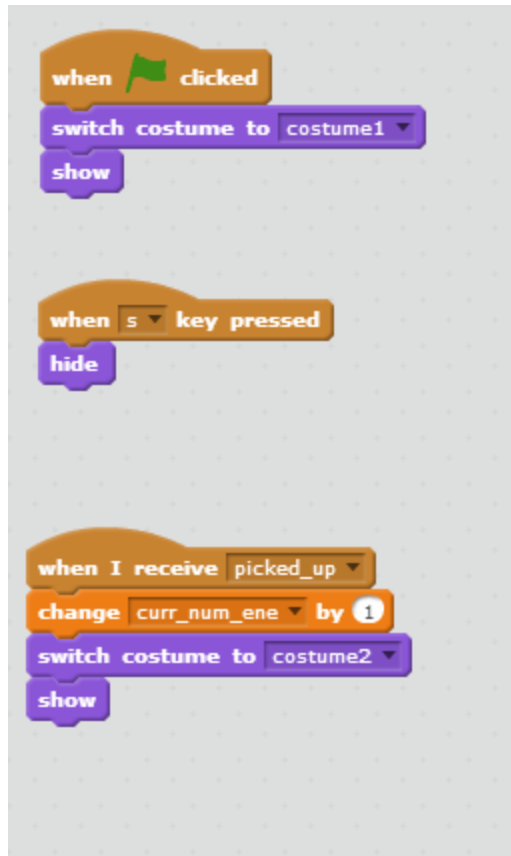 when clicked
switch costume to costume1
show
when s key pressed
hide
when I receive picked_up
change curr_num_ene by 1
switch costume to costume2
show